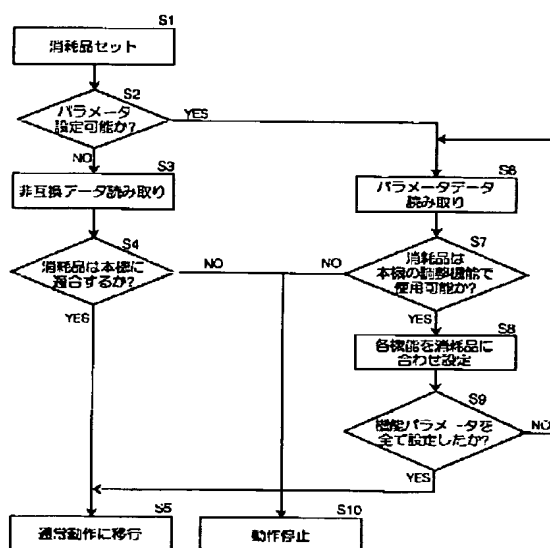 S1
消耗品セット
S2
パラメータ
設定可能か?
YES
NO
S3
非互換データ読み取り
S4
消耗品は本機に
適合するか?
NO
YES
S6
パラメータデータ
読み取り
S7
消耗品は
本機の調整機能で
使用可能か?
NO
YES
S8
各機能を消耗品に
合わせ設定
S9
機能パラメータを
全て設定したか?
NO
YES
S5
通常動作に移行
S10
動作停止